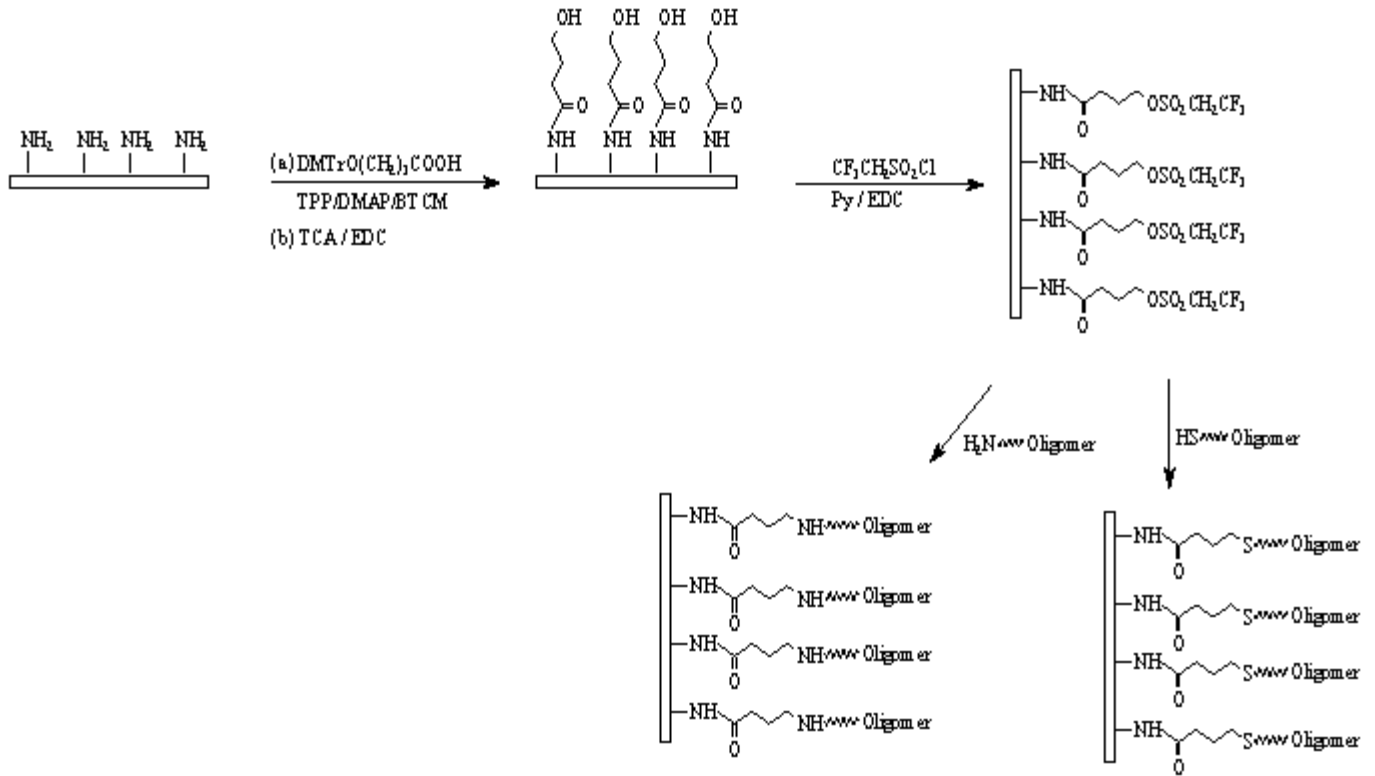 OH OH OH OH
O O O O
NH NH NH NH
NH₂ NH₂ NH₂ NH₂
(a) DMTrO(CH₂)₃COOH
TPP/DMAP/BTCM
(b) TCA / EDC
CF₃CH₂SO₂Cl
Py / EDC
NH OSO₂CH₂CF₃
O
NH OSO₂CH₂CF₃
O
NH OSO₂CH₂CF₃
O
NH OSO₂CH₂CF₃
O
H₂N Oligomer
HS Oligomer
NH NH Oligomer
O
NH NH Oligomer
O
NH NH Oligomer
O
NH NH Oligomer
O
NH S Oligomer
O
NH S Oligomer
O
NH S Oligomer
O
NH S Oligomer
O